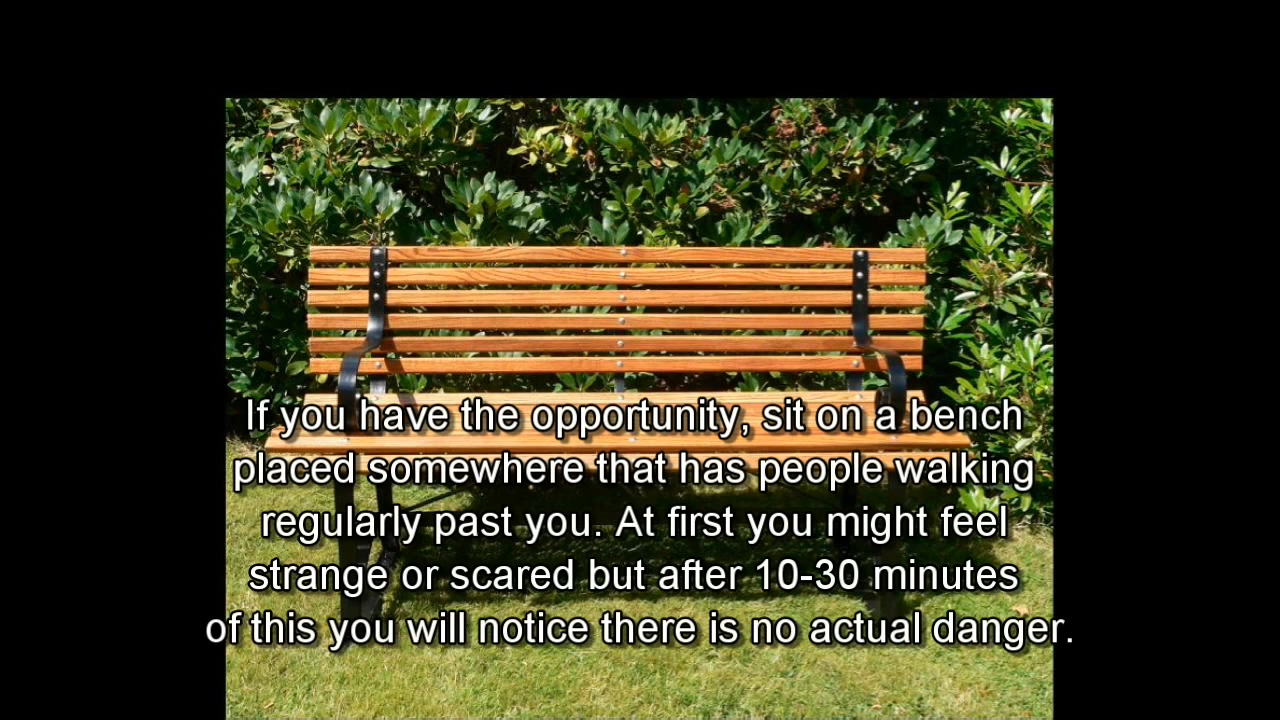 If you have the opportunity, sit on a bench
placed somewhere that has people walking
regularly past you. At first you might feel
strange or scared but after 10-30 minutes
of this you will notice there is no actual danger.